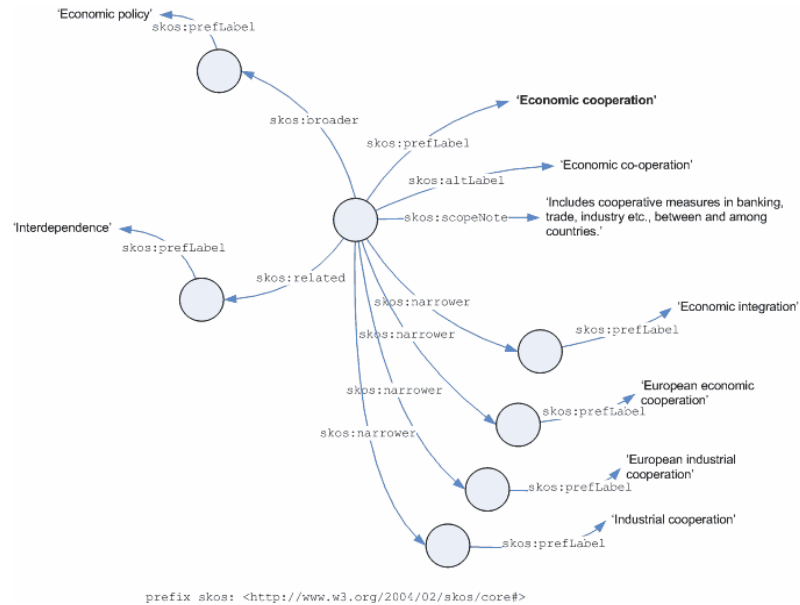 ‘Economic policy’
skos:prefLabel
skos:broader
‘Economic cooperation’
skos:prefLabel
‘Economic co-operation’
skos:altLabel
‘Includes cooperative measures in banking,
trade, industry etc., between and among
countries.’
skos:scopeNote
‘Interdependence’
skos:prefLabel
skos:related
skos:narrower
‘Economic integration’
skos:prefLabel
skos:narrower
‘European economic
cooperation’
skos:prefLabel
skos:narrower
‘European industrial
cooperation’
skos:prefLabel
skos:narrower
‘Industrial cooperation’
skos:prefLabel
prefix skos: <http://www.w3.org/2004/02/skos/core#>